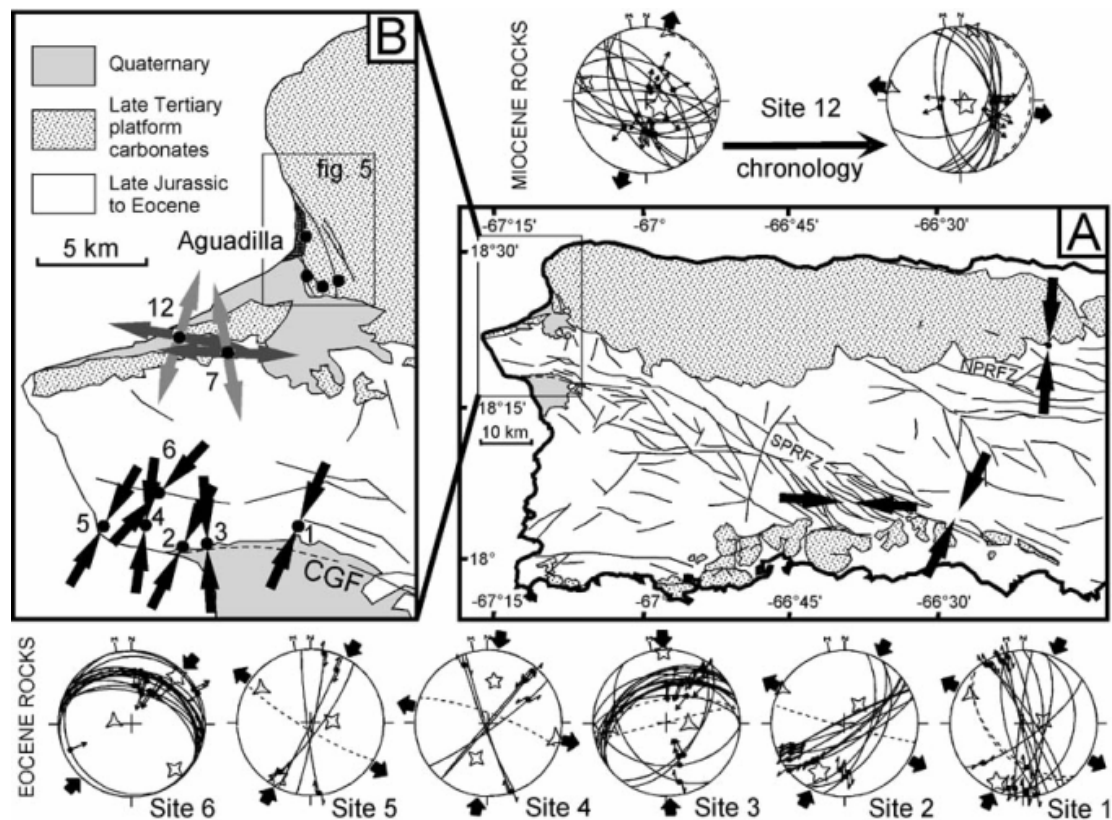 B
Quaternary
Late Tertiary
platform
carbonates
Late Jurassic
to Eocene
5 km
Aguadilla
fig. 5
12
7
6
5
4
2
3
1
CGF
MIOCENE ROCKS
M N
Site 12
chronology
M N
A
-67°15'
-67°
-66°45'
-66°30'
18°30'
18°15'
10 km
18°
NPRFZ
SPRFZ
-67°15'
-67°
-66°45'
-66°30'
EOCENE ROCKS
M N
Site 6
M N
Site 5
M N
Site 4
M N
Site 3
M N
Site 2
M N
Site 1